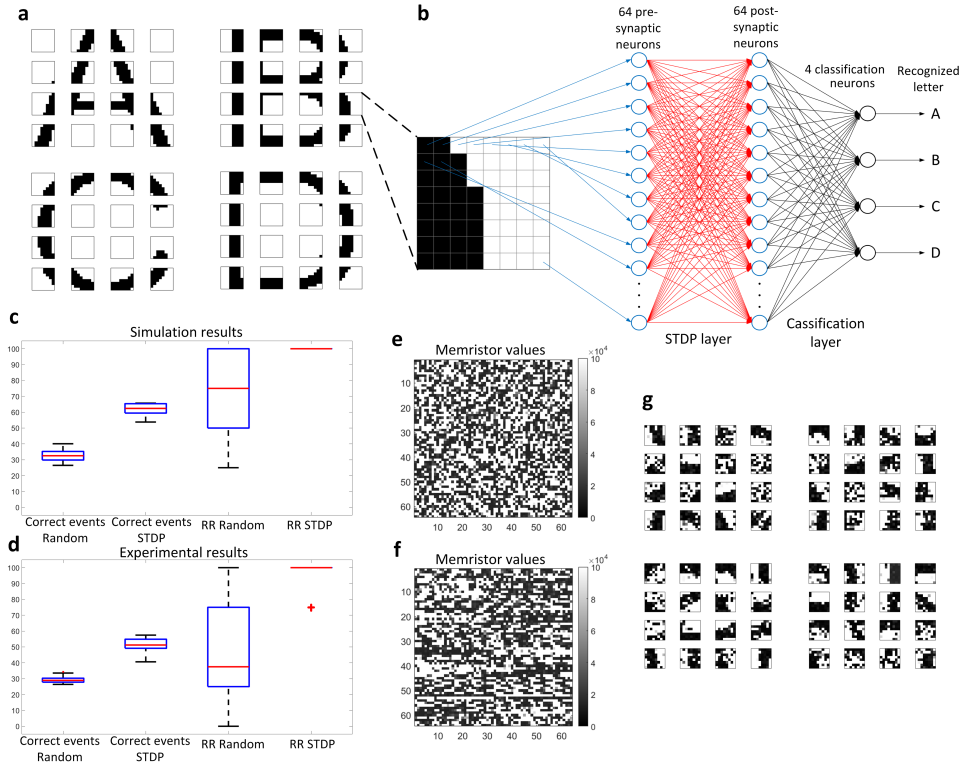 a
b
64 pre-
synaptic
neurons
64 post-
synaptic
neurons
4 classification
neurons
Recognized
letter
A
B
C
D
STDP layer
Cassification
layer
c
Simulation results
100
90
80
70
60
50
40
30
20
10
0
Correct events
Random
Correct events
STDP
RR Random
RR STDP
d
Experimental results
100
90
80
70
60
50
40
30
20
10
0
Correct events
Random
Correct events
STDP
RR Random
RR STDP
e
Memristor values
×10⁴
10
20
30
40
50
60
10 20 30 40 50 60
10
8
6
4
2
0
f
Memristor values
×10⁴
10
20
30
40
50
60
10 20 30 40 50 60
10
8
6
4
2
0
g